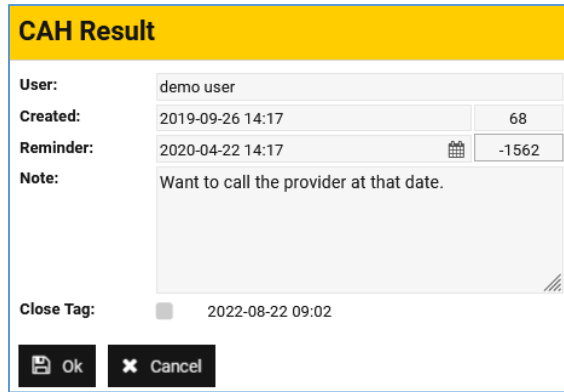 CAH Result
User: demo user
Created: 2019-09-26 14:17 68
Reminder: 2020-04-22 14:17 -1562
Note: Want to call the provider at that date.
Close Tag: 2022-08-22 09:02
Ok Cancel